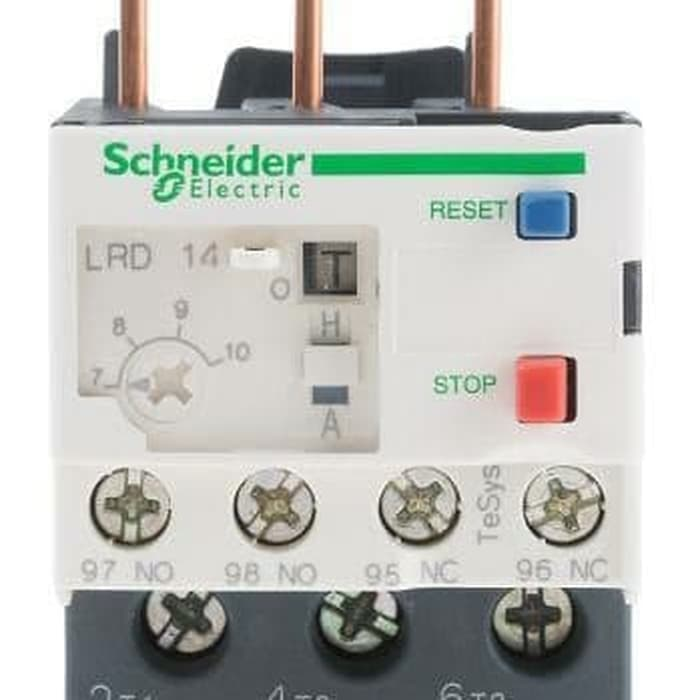 Schneider
Electric
RESET
LRD 14
T
O
H
9
8
10
7
STOP
A
TeSys
97 NO 98 NO 95 NC 96 NC